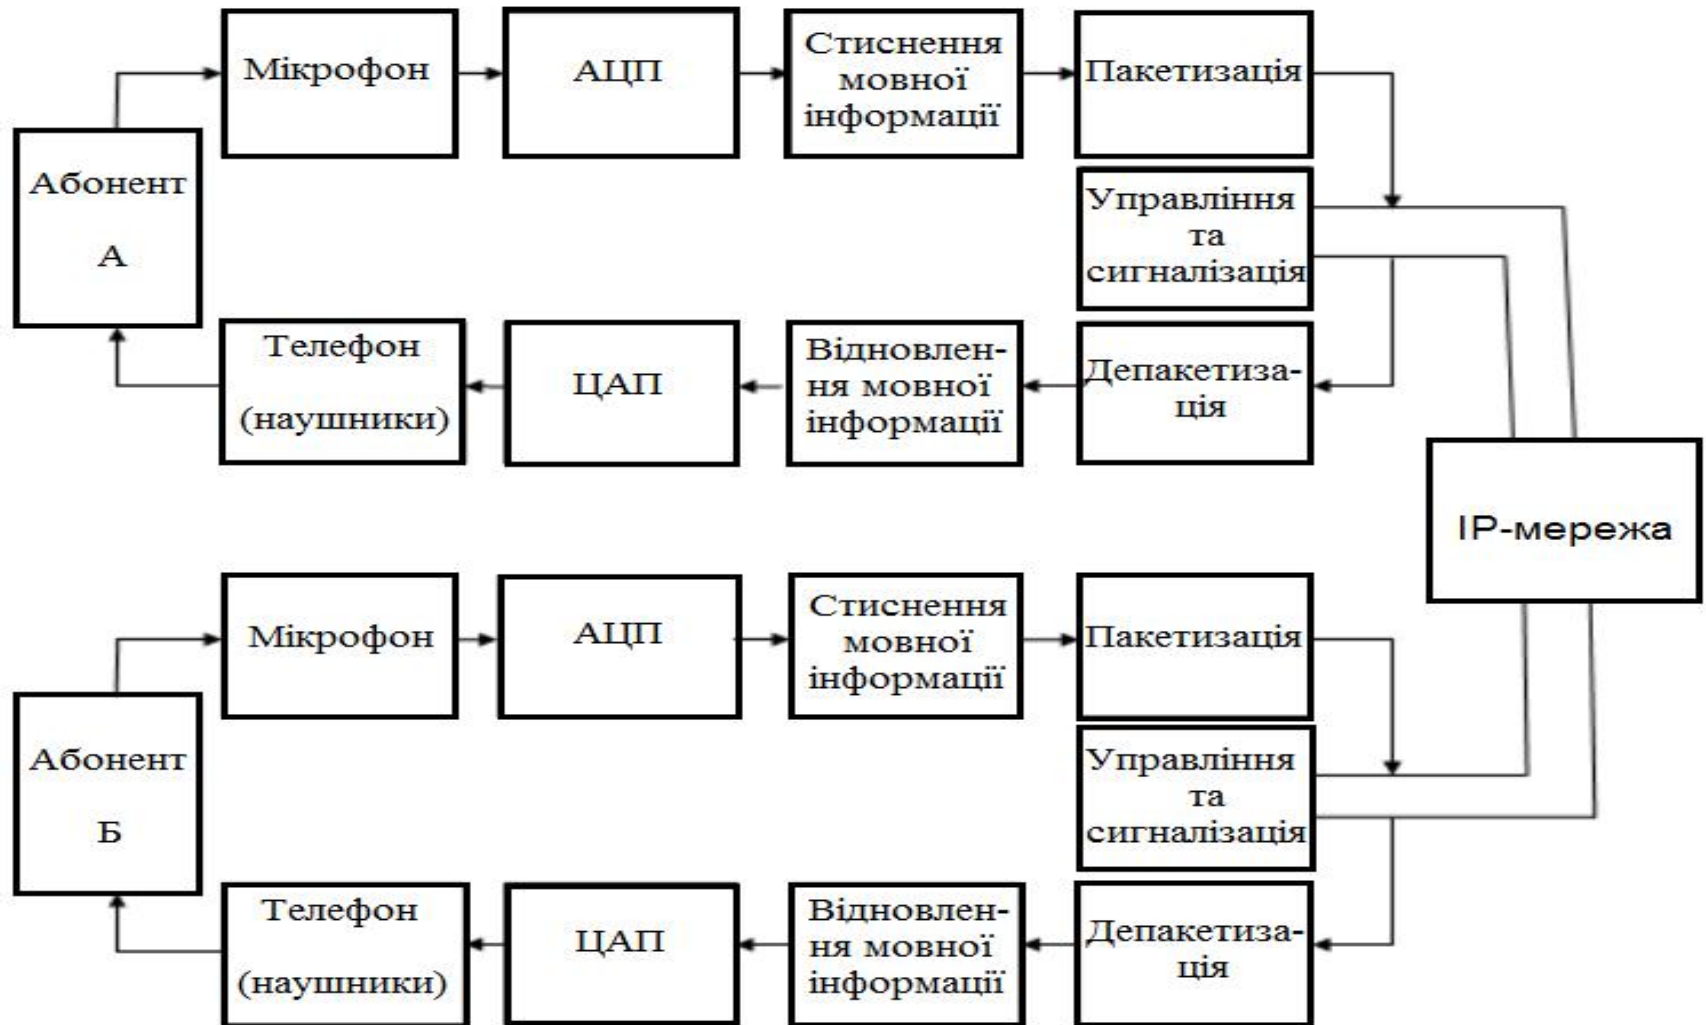 Мікрофон
АЦП
Стиснення
мовної
інформації
Пакетизація
Абонент
А
Управління
та
сигналізація
Телефон
(наушники)
ЦАП
Відновлен-
ня мовної
інформації
Депакетиза-
ція
ІР-мережа
Мікрофон
АЦП
Стиснення
мовної
інформації
Пакетизація
Абонент
Б
Управління
та
сигналізація
Телефон
(наушники)
ЦАП
Відновлен-
ня мовної
інформації
Депакетиза-
ція